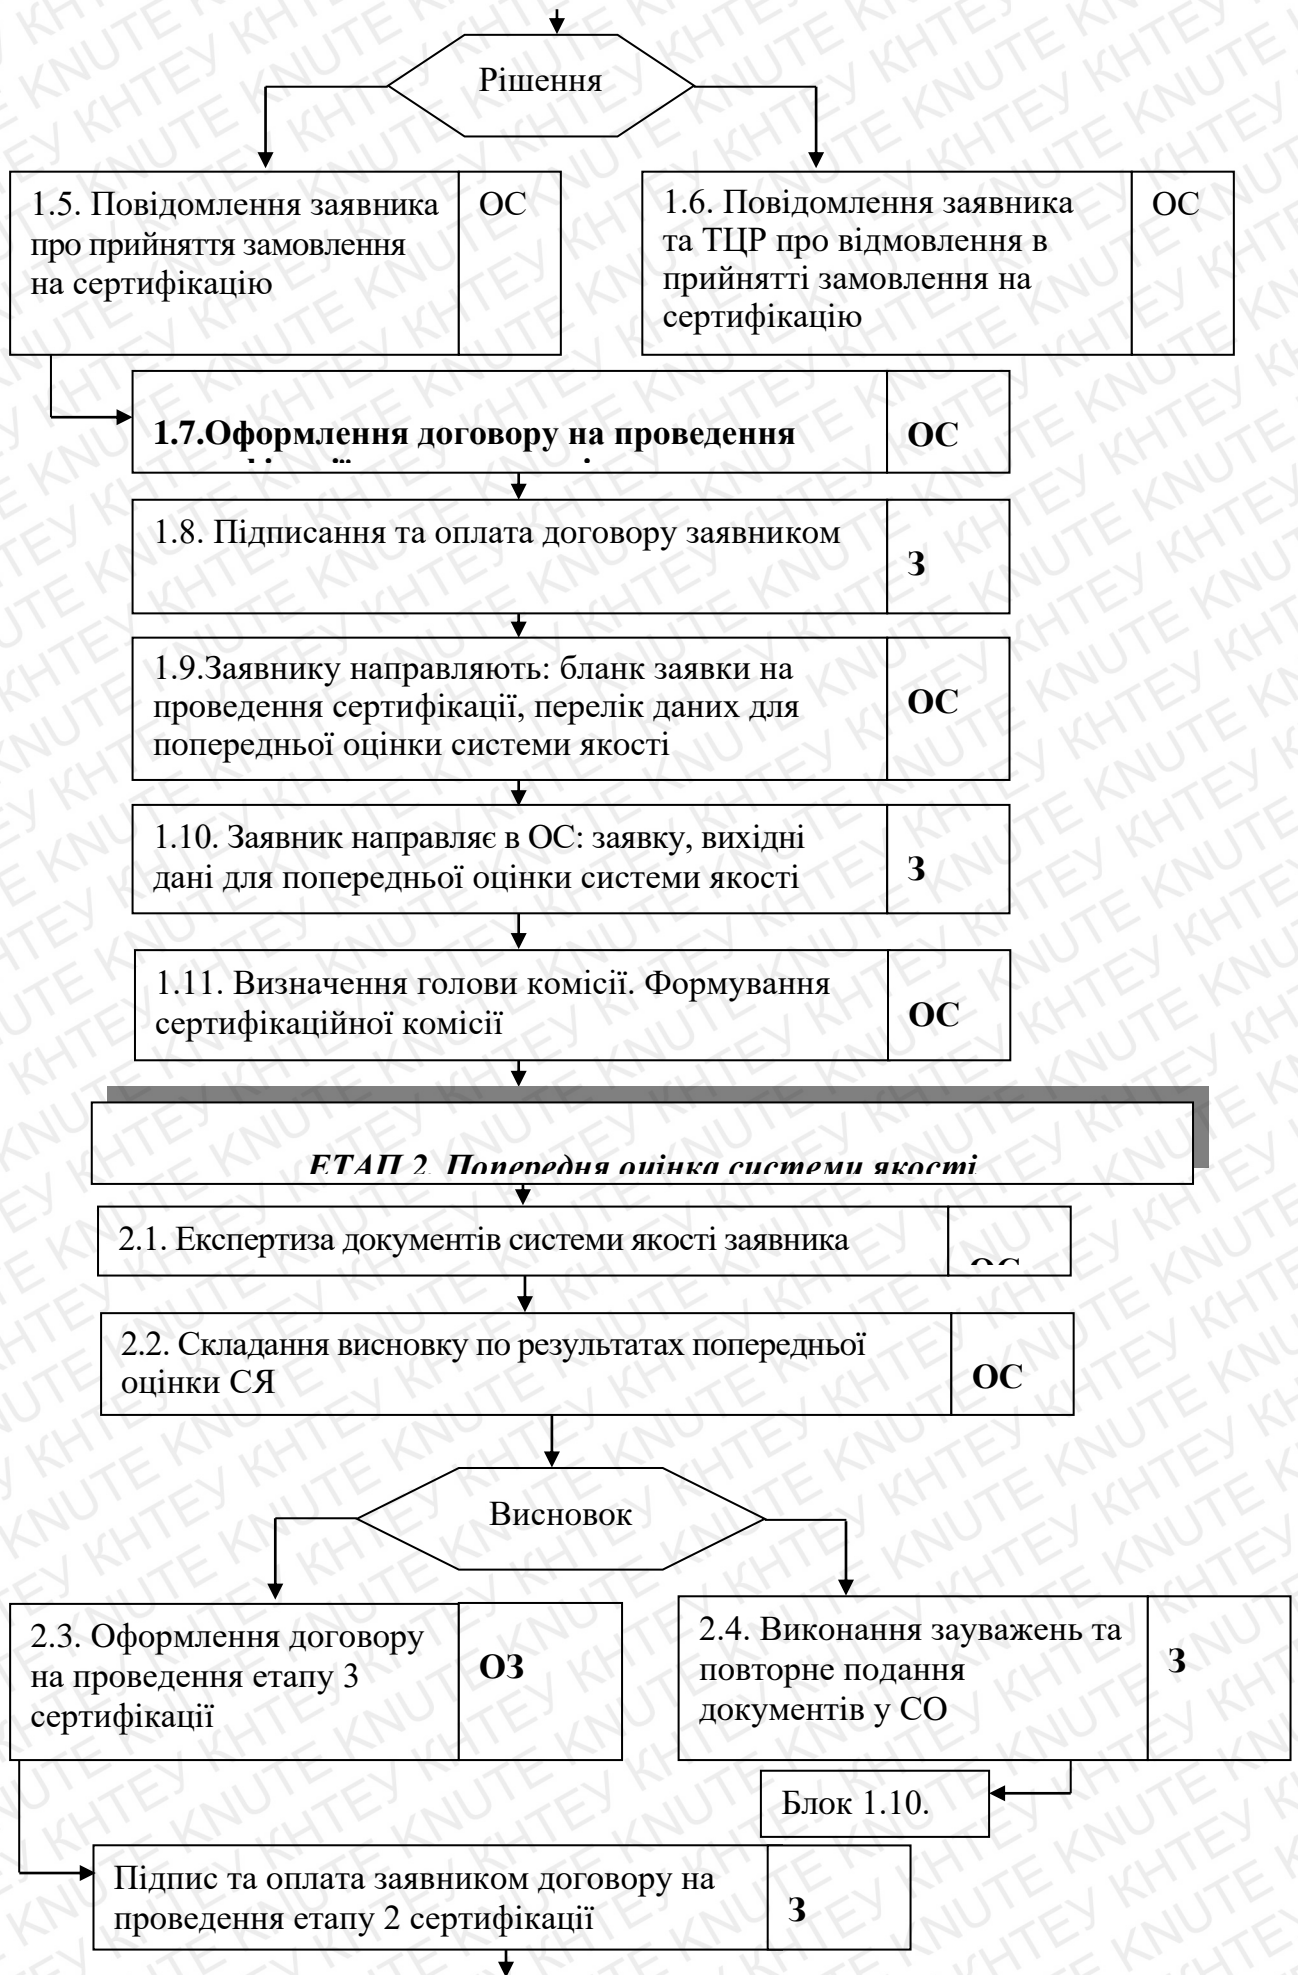 Рішення
1.5. Повідомлення заявника
про прийняття замовлення
на сертифікацію
ОС
1.6. Повідомлення заявника
та ТЦР про відмовлення в
прийнятті замовлення на
сертифікацію
ОС
1.7.Оформлення договору на проведення
ОС
1.8. Підписання та оплата договору заявником
З
1.9.Заявнику направляють: бланк заявки на
проведення сертифікації, перелік даних для
попередньої оцінки системи якості
ОС
1.10. Заявник направляє в ОС: заявку, вихідні
дані для попередньої оцінки системи якості
З
1.11. Визначення голови комісії. Формування
сертифікаційної комісії
ОС
ЕТАП 2. Попередня оцінка системи якості
2.1. Експертиза документів системи якості заявника
ОС
2.2. Складання висновку по результатах попередньої
оцінки СЯ
ОС
Висновок
2.3. Оформлення договору
на проведення етапу 3
сертифікації
ОЗ
2.4. Виконання зауважень та
повторне подання
документів у СО
З
Блок 1.10.
Підпис та оплата заявником договору на
проведення етапу 2 сертифікації
З